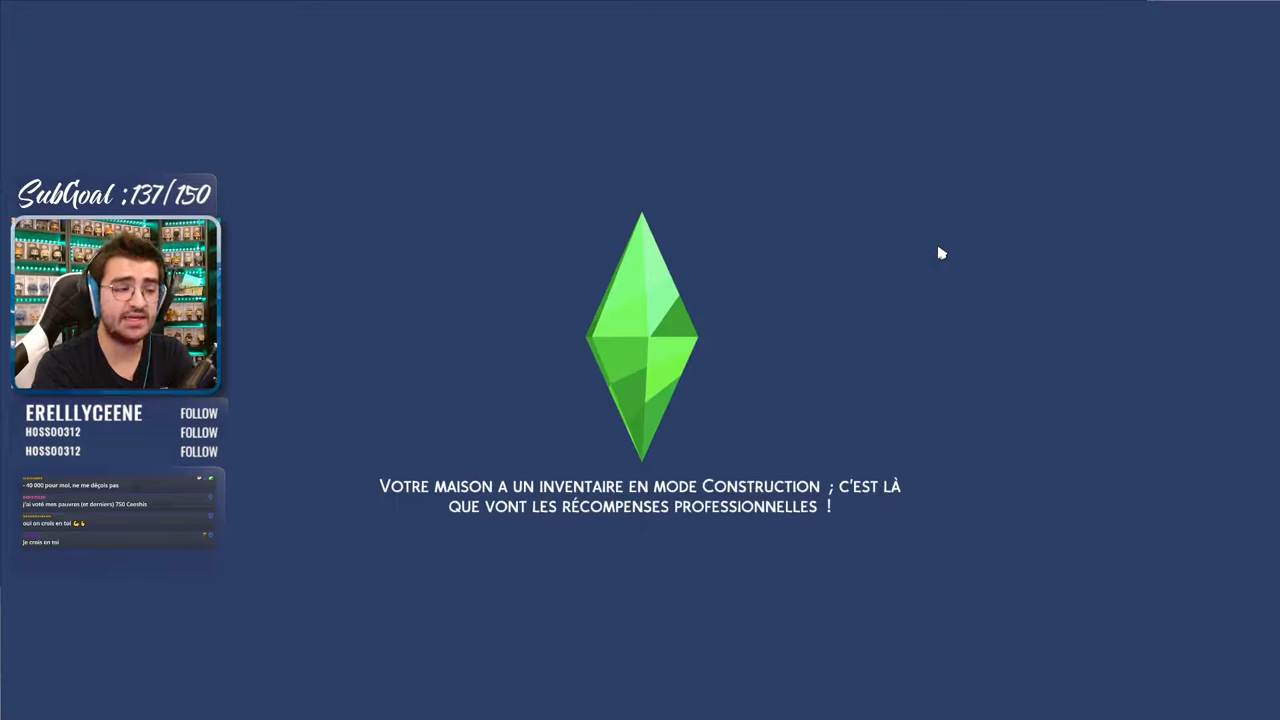 SubGoal : 137/150
ERELLLYCEENE FOLLOW
HOSSO0312 FOLLOW
HOSSO0312 FOLLOW
- 40 000 pour moi, ne me déçois pas
j'ai voté mes pauvres (et derniers) 750 Ceeshis
oui on crois en toi
Je crois en toi
VOTRE MAISON A UN INVENTAIRE EN MODE CONSTRUCTION ; C'EST LÀ
QUE VONT LES RÉCOMPENSES PROFESSIONNELLES !